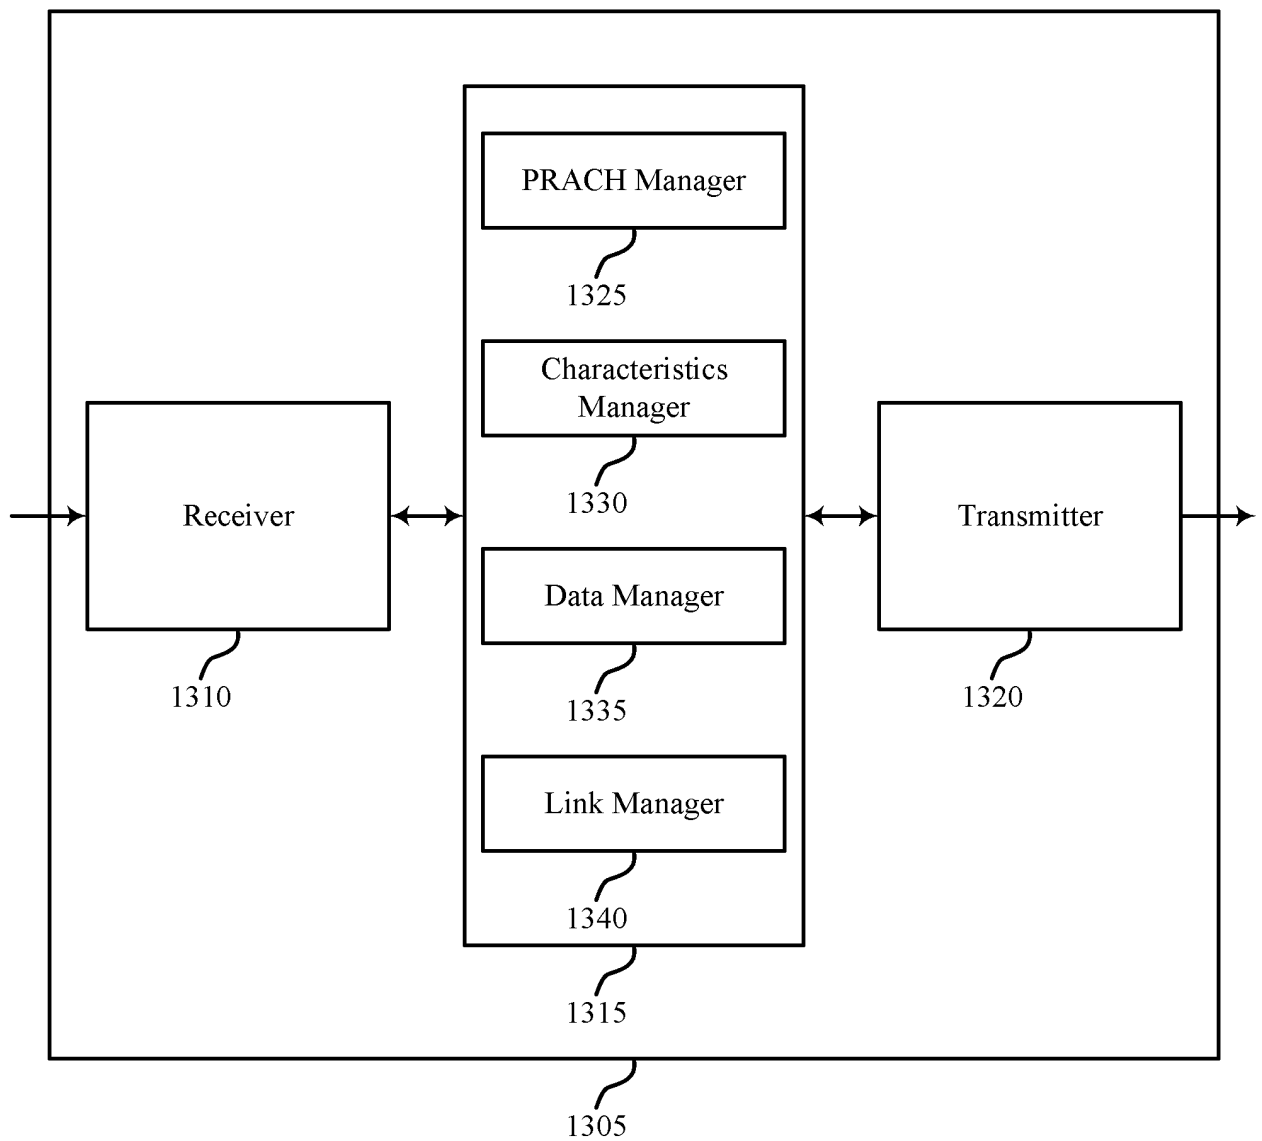 PRACH Manager
1325
Characteristics
Manager
1330
Receiver
1310
Transmitter
1320
Data Manager
1335
Link Manager
1340
1315
1305